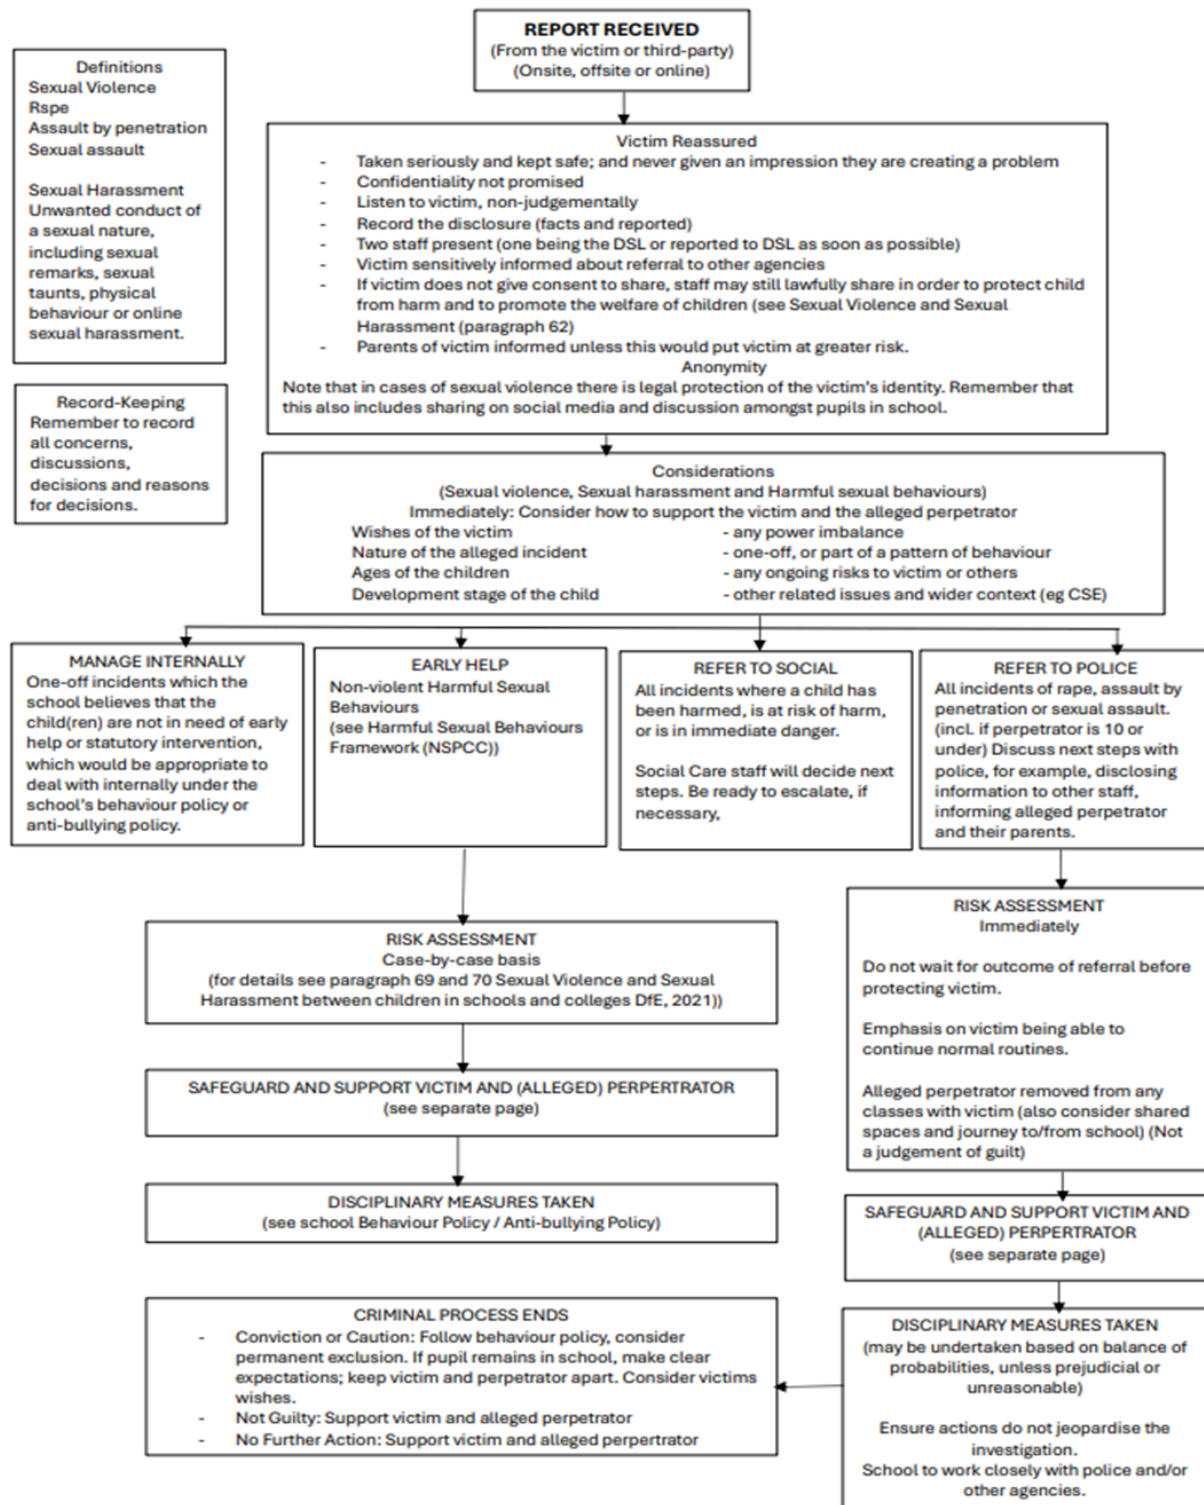 REPORT RECEIVED
(From the victim or third-party)
(Onsite, offsite or online)
Definitions
Sexual Violence
Rspe
Assault by penetration
Sexual assault
Sexual Harassment
Unwanted conduct of
a sexual nature,
including sexual
remarks, sexual
taunts, physical
behaviour or online
sexual harassment.
Victim Reassured
- Taken seriously and kept safe; and never given an impression they are creating a problem
- Confidentiality not promised
- Listen to victim, non-judgementally
- Record the disclosure (facts and reported)
- Two staff present (one being the DSL or reported to DSL as soon as possible)
- Victim sensitively informed about referral to other agencies
- If victim does not give consent to share, staff may still lawfully share in order to protect child
from harm and to promote the welfare of children (see Sexual Violence and Sexual
Harassment (paragraph 62)
- Parents of victim informed unless this would put victim at greater risk.
Anonymity
Note that in cases of sexual violence there is legal protection of the victim's identity. Remember that
this also includes sharing on social media and discussion amongst pupils in school.
Record-Keeping
Remember to record
all concerns,
discussions,
decisions and reasons
for decisions.
Considerations
(Sexual violence, Sexual harassment and Harmful sexual behaviours)
Immediately: Consider how to support the victim and the alleged perpetrator
Wishes of the victim - any power imbalance
Nature of the alleged incident - one-off, or part of a pattern of behaviour
Ages of the children - any ongoing risks to victim or others
Development stage of the child - other related issues and wider context (eg CSE)
MANAGE INTERNALLY
One-off incidents which the
school believes that the
child(ren) are not in need of early
help or statutory intervention,
which would be appropriate to
deal with internally under the
school's behaviour policy or
anti-bullying policy.
EARLY HELP
Non-violent Harmful Sexual
Behaviours
(see Harmful Sexual Behaviours
Framework (NSPCC))
REFER TO SOCIAL
All incidents where a child has
been harmed, is at risk of harm,
or is in immediate danger.
Social Care staff will decide next
steps. Be ready to escalate, if
necessary,
REFER TO POLICE
All incidents of rape, assault by
penetration or sexual assault.
(incl. if perpetrator is 10 or
under) Discuss next steps with
police, for example, disclosing
information to other staff,
informing alleged perpetrator
and their parents.
RISK ASSESSMENT
Case-by-case basis
(for details see paragraph 69 and 70 Sexual Violence and Sexual
Harassment between children in schools and colleges DfE, 2021))
SAFEGUARD AND SUPPORT VICTIM AND (ALLEGED) PERPERTRATOR
(see separate page)
DISCIPLINARY MEASURES TAKEN
(see school Behaviour Policy / Anti-bullying Policy)
RISK ASSESSMENT
Immediately
Do not wait for outcome of referral before
protecting victim.
Emphasis on victim being able to
continue normal routines.
Alleged perpetrator removed from any
classes with victim (also consider shared
spaces and journey to/from school) (Not
a judgement of guilt)
SAFEGUARD AND SUPPORT VICTIM AND
(ALLEGED) PERPERTRATOR
(see separate page)
DISCIPLINARY MEASURES TAKEN
(may be undertaken based on balance of
probabilities, unless prejudicial or
unreasonable)
Ensure actions do not jeopardise the
investigation.
School to work closely with police and/or
other agencies.
CRIMINAL PROCESS ENDS
- Conviction or Caution: Follow behaviour policy, consider
permanent exclusion. If pupil remains in school, make clear
expectations; keep victim and perpetrator apart. Consider victims
wishes.
- Not Guilty: Support victim and alleged perpetrator
- No Further Action: Support victim and alleged perpertrator